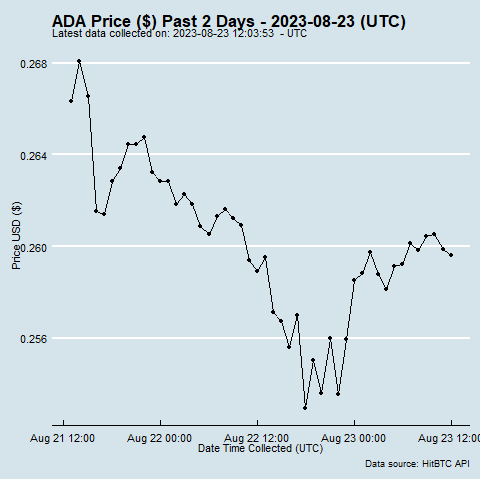 ADA Price ($) Past 2 Days - 2023-08-23 (UTC)
Latest data collected on: 2023-08-23 12:03:53 - UTC
0.268
0.264
0.260
0.256
Price USD ($)
Aug 21 12:00
Aug 22 00:00
Aug 22 12:00
Aug 23 00:00
Aug 23 12:00
Date Time Collected (UTC)
Data source: HitBTC API